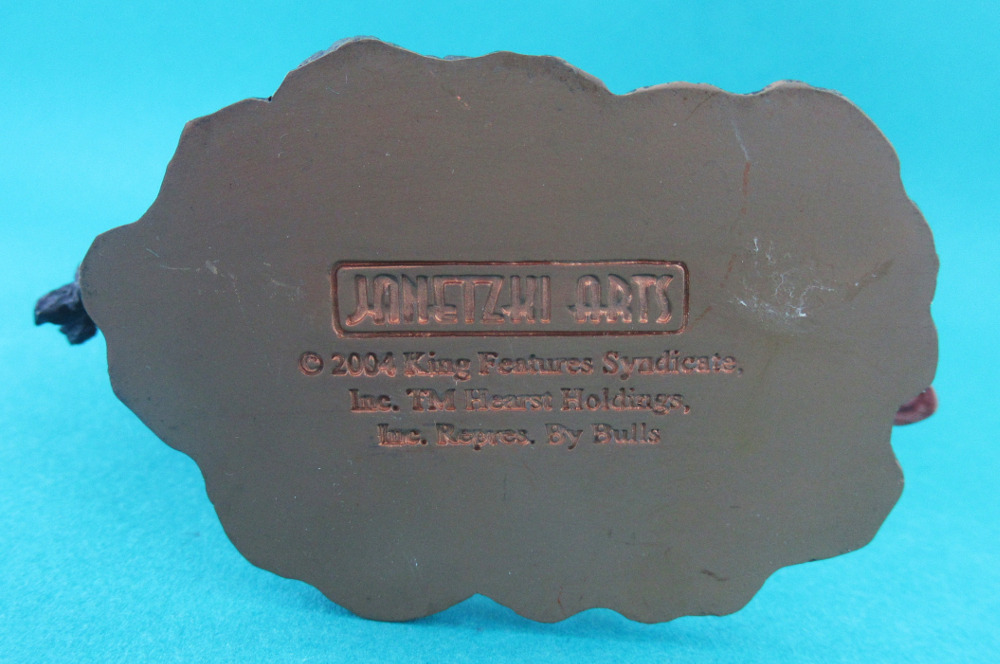 JANETZKI ARTS
© 2004 King Features Syndicate,
Inc. TM Hearst Holdings,
Inc. Repres. By Bulls